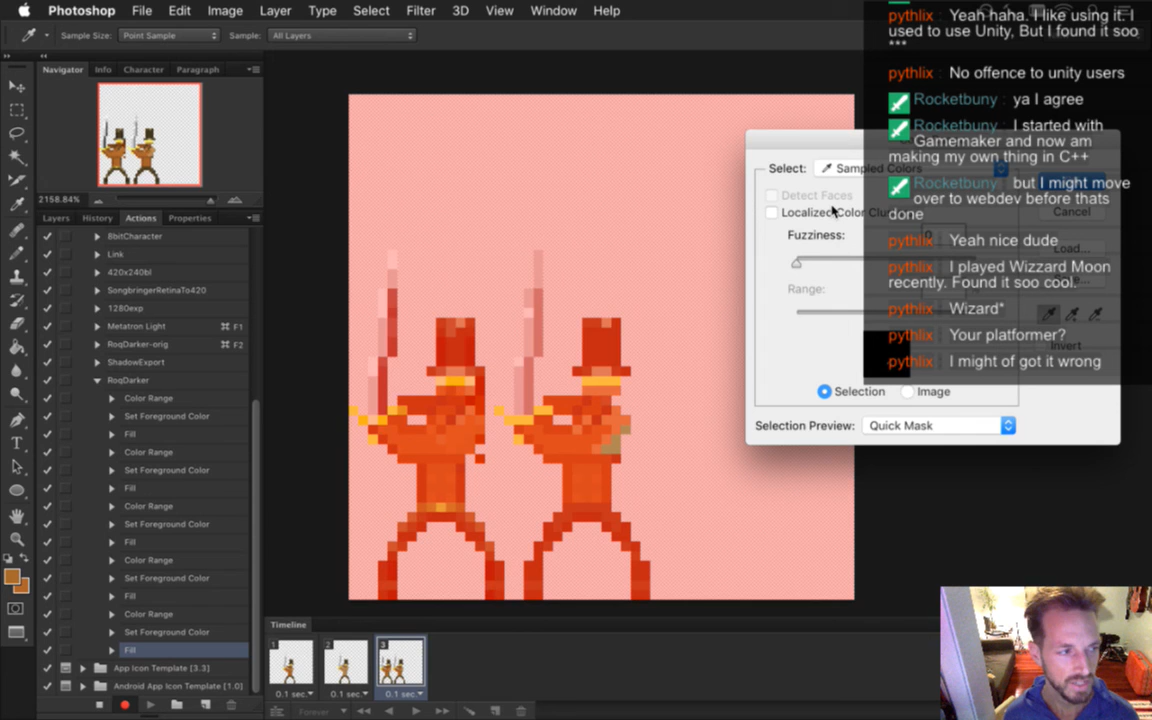 Photoshop File Edit Image Layer Type Select Filter 3D View Window Help
Sample Size: Point Sample Sample: All Layers
Navigator Info Character Paragraph
2158.84%
Layers History Actions Properties
8bitCharacter
Link
420x240bl
SongbringerRetinaTo420
1280exp
Metatron Light ⌘ F1
RoqDarker-orig ⌘ F2
ShadowExport
RoqDarker
Color Range
Set Foreground Color
Fill
Color Range
Set Foreground Color
Fill
Color Range
Set Foreground Color
Fill
Color Range
Set Foreground Color
Fill
Color Range
Set Foreground Color
Fill
App Icon Template [3.3]
Android App Icon Template [1.0]
Select: Sampled Colors
Detect Faces
Localized Color Clu
Fuzziness:
Range:
Cancel
Load...
Invert
Selection Image
Selection Preview: Quick Mask
pythlix : Yeah haha. I like using it. I
used to use Unity, But I found it soo
***
pythlix : No offence to unity users
Rocketbuny : ya I agree
Rocketbuny : I started with
Gamemaker and now am
making my own thing in C++
Rocketbuny : but I might move
over to webdev before thats
done
pythlix : Yeah nice dude
pythlix : I played Wizzard Moon
recently. Found it soo cool.
pythlix : Wizard*
pythlix : Your platformer?
pythlix : I might of got it wrong
Timeline
1 2 3
0.1 sec. 0.1 sec. 0.1 sec.
Forever